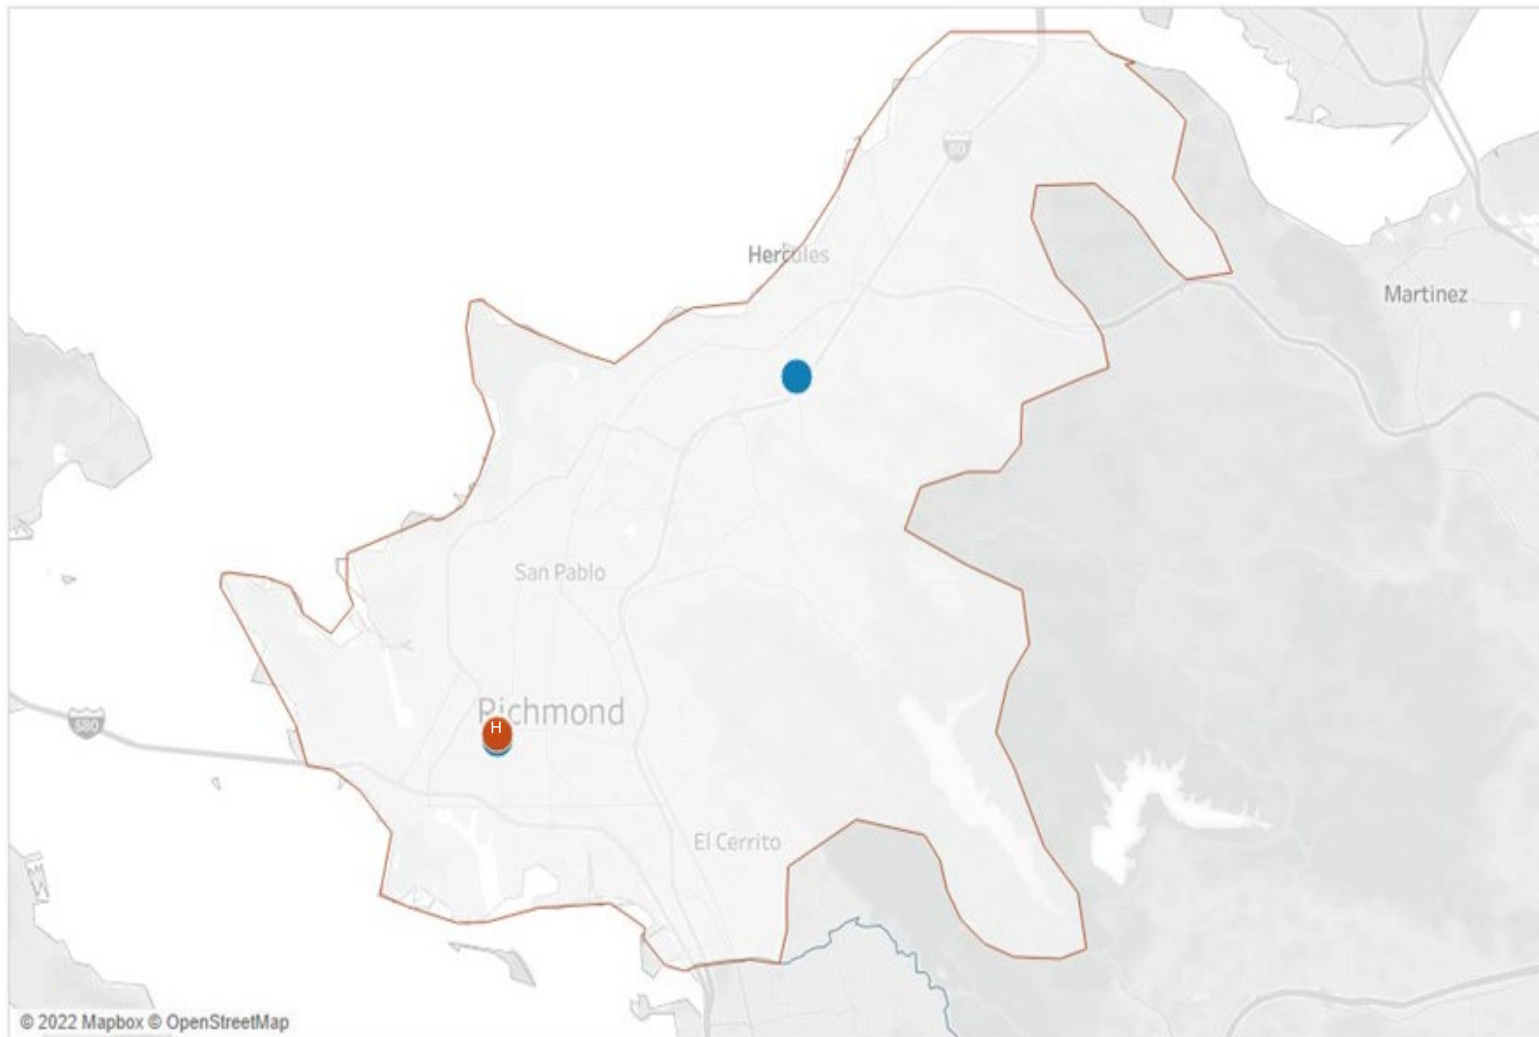 80
Hercules
Martinez
San Pablo
Richmond
580
H
El Cerrito
© 2022 Mapbox © OpenStreetMap